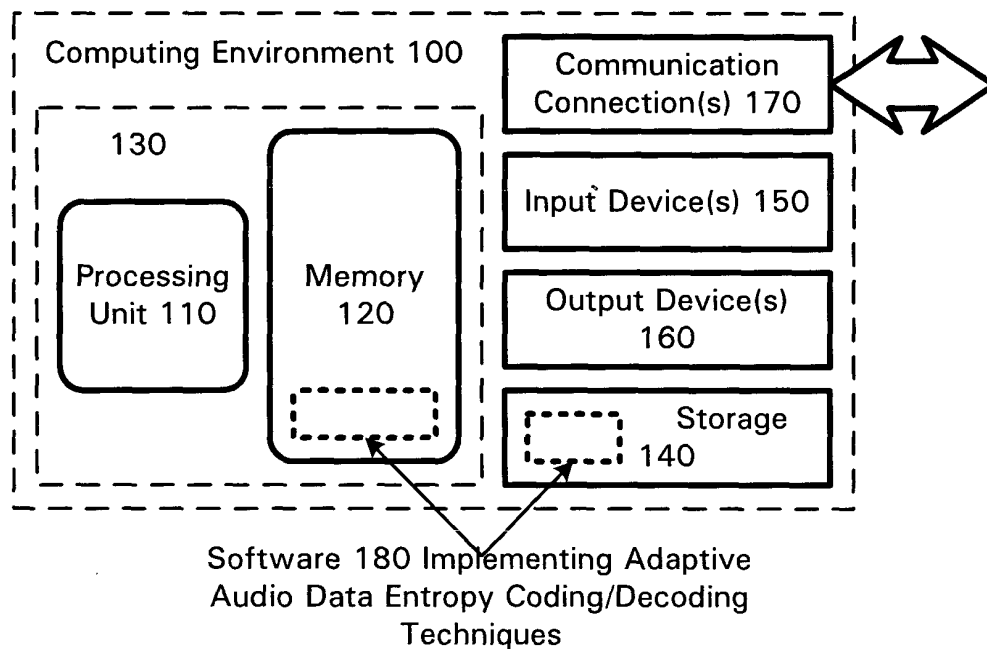 Computing Environment 100
Communication
Connection(s) 170
130
Input Device(s) 150
Processing
Unit 110
Memory
120
Output Device(s)
160
Storage
140
Software 180 Implementing Adaptive
Audio Data Entropy Coding/Decoding
Techniques